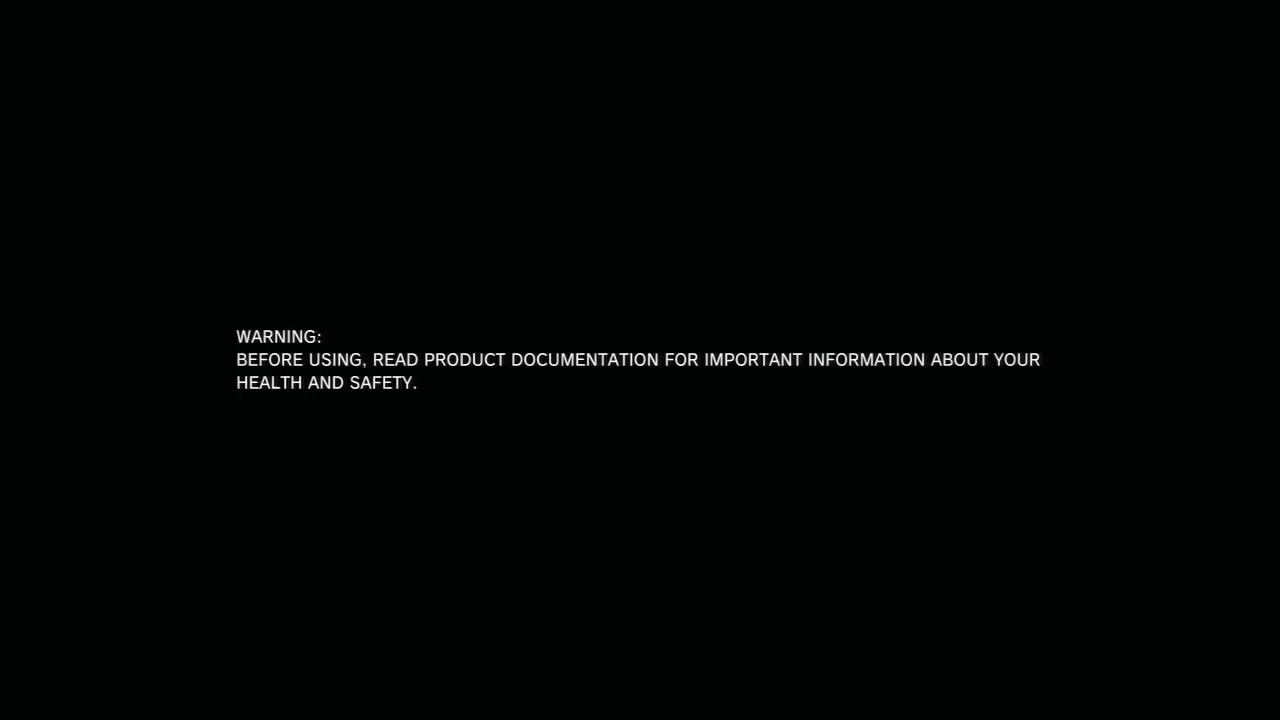 WARNING:
BEFORE USING, READ PRODUCT DOCUMENTATION FOR IMPORTANT INFORMATION ABOUT YOUR
HEALTH AND SAFETY.